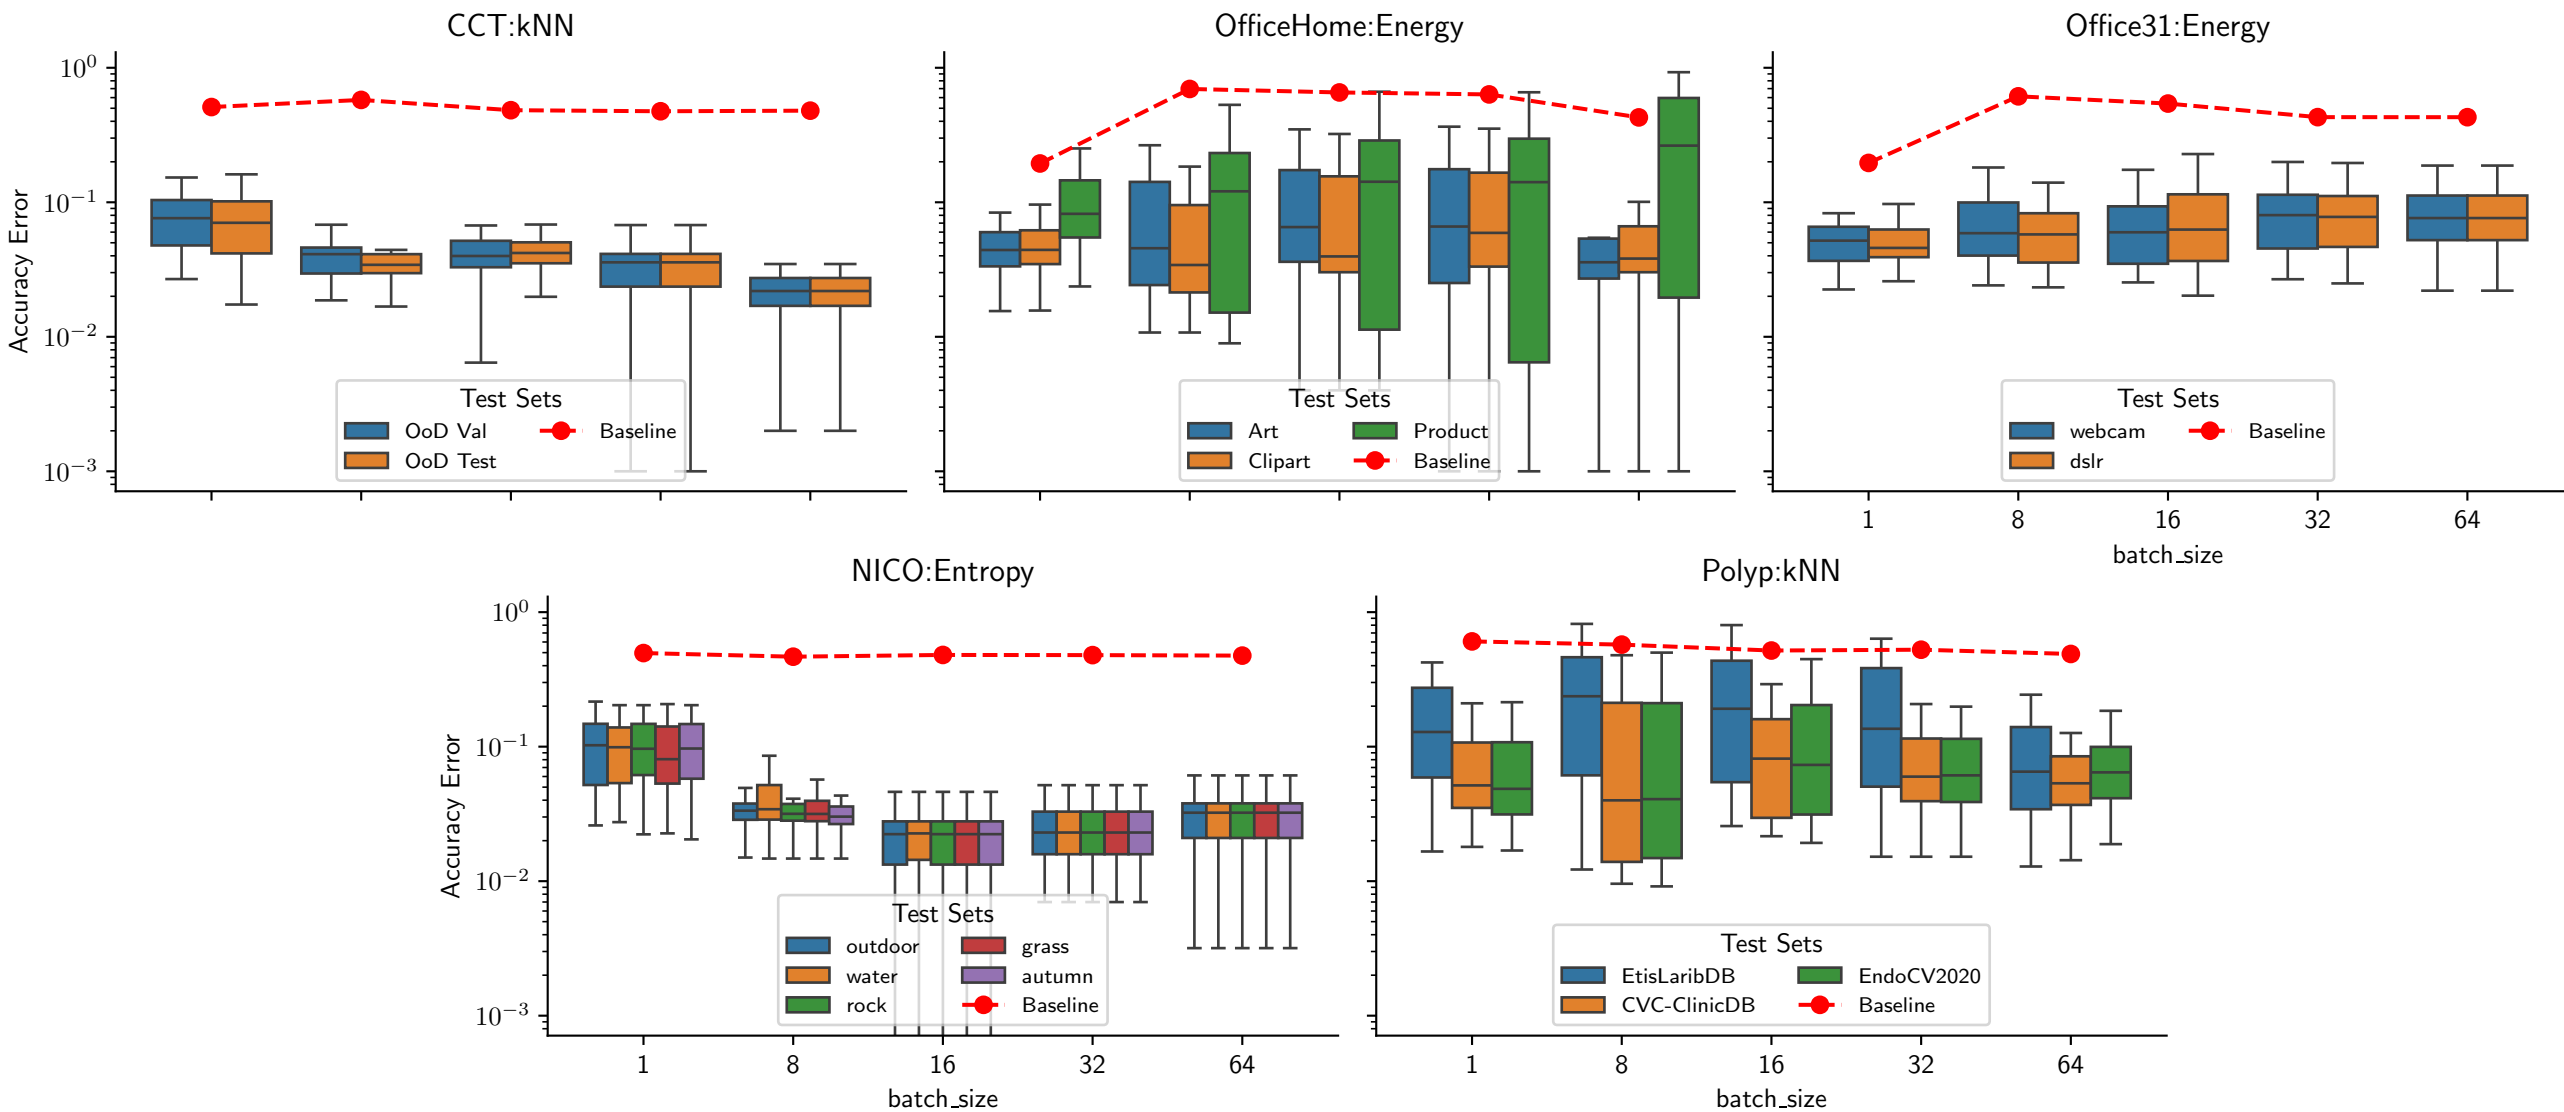 CCT:kNN
OfficeHome:Energy
Office31:Energy
Accuracy Error
10^0
10^-1
10^-2
10^-3
Test Sets
OoD Val
OoD Test
Baseline
Test Sets
Art
Clipart
Product
Baseline
Test Sets
webcam
dslr
Baseline
1 8 16 32 64
batch_size
NICO:Entropy
Polyp:kNN
Accuracy Error
10^0
10^-1
10^-2
10^-3
Test Sets
outdoor
water
rock
grass
autumn
Baseline
Test Sets
EtisLaribDB
CVC-ClinicDB
EndoCV2020
Baseline
1 8 16 32 64
batch_size
1 8 16 32 64
batch_size